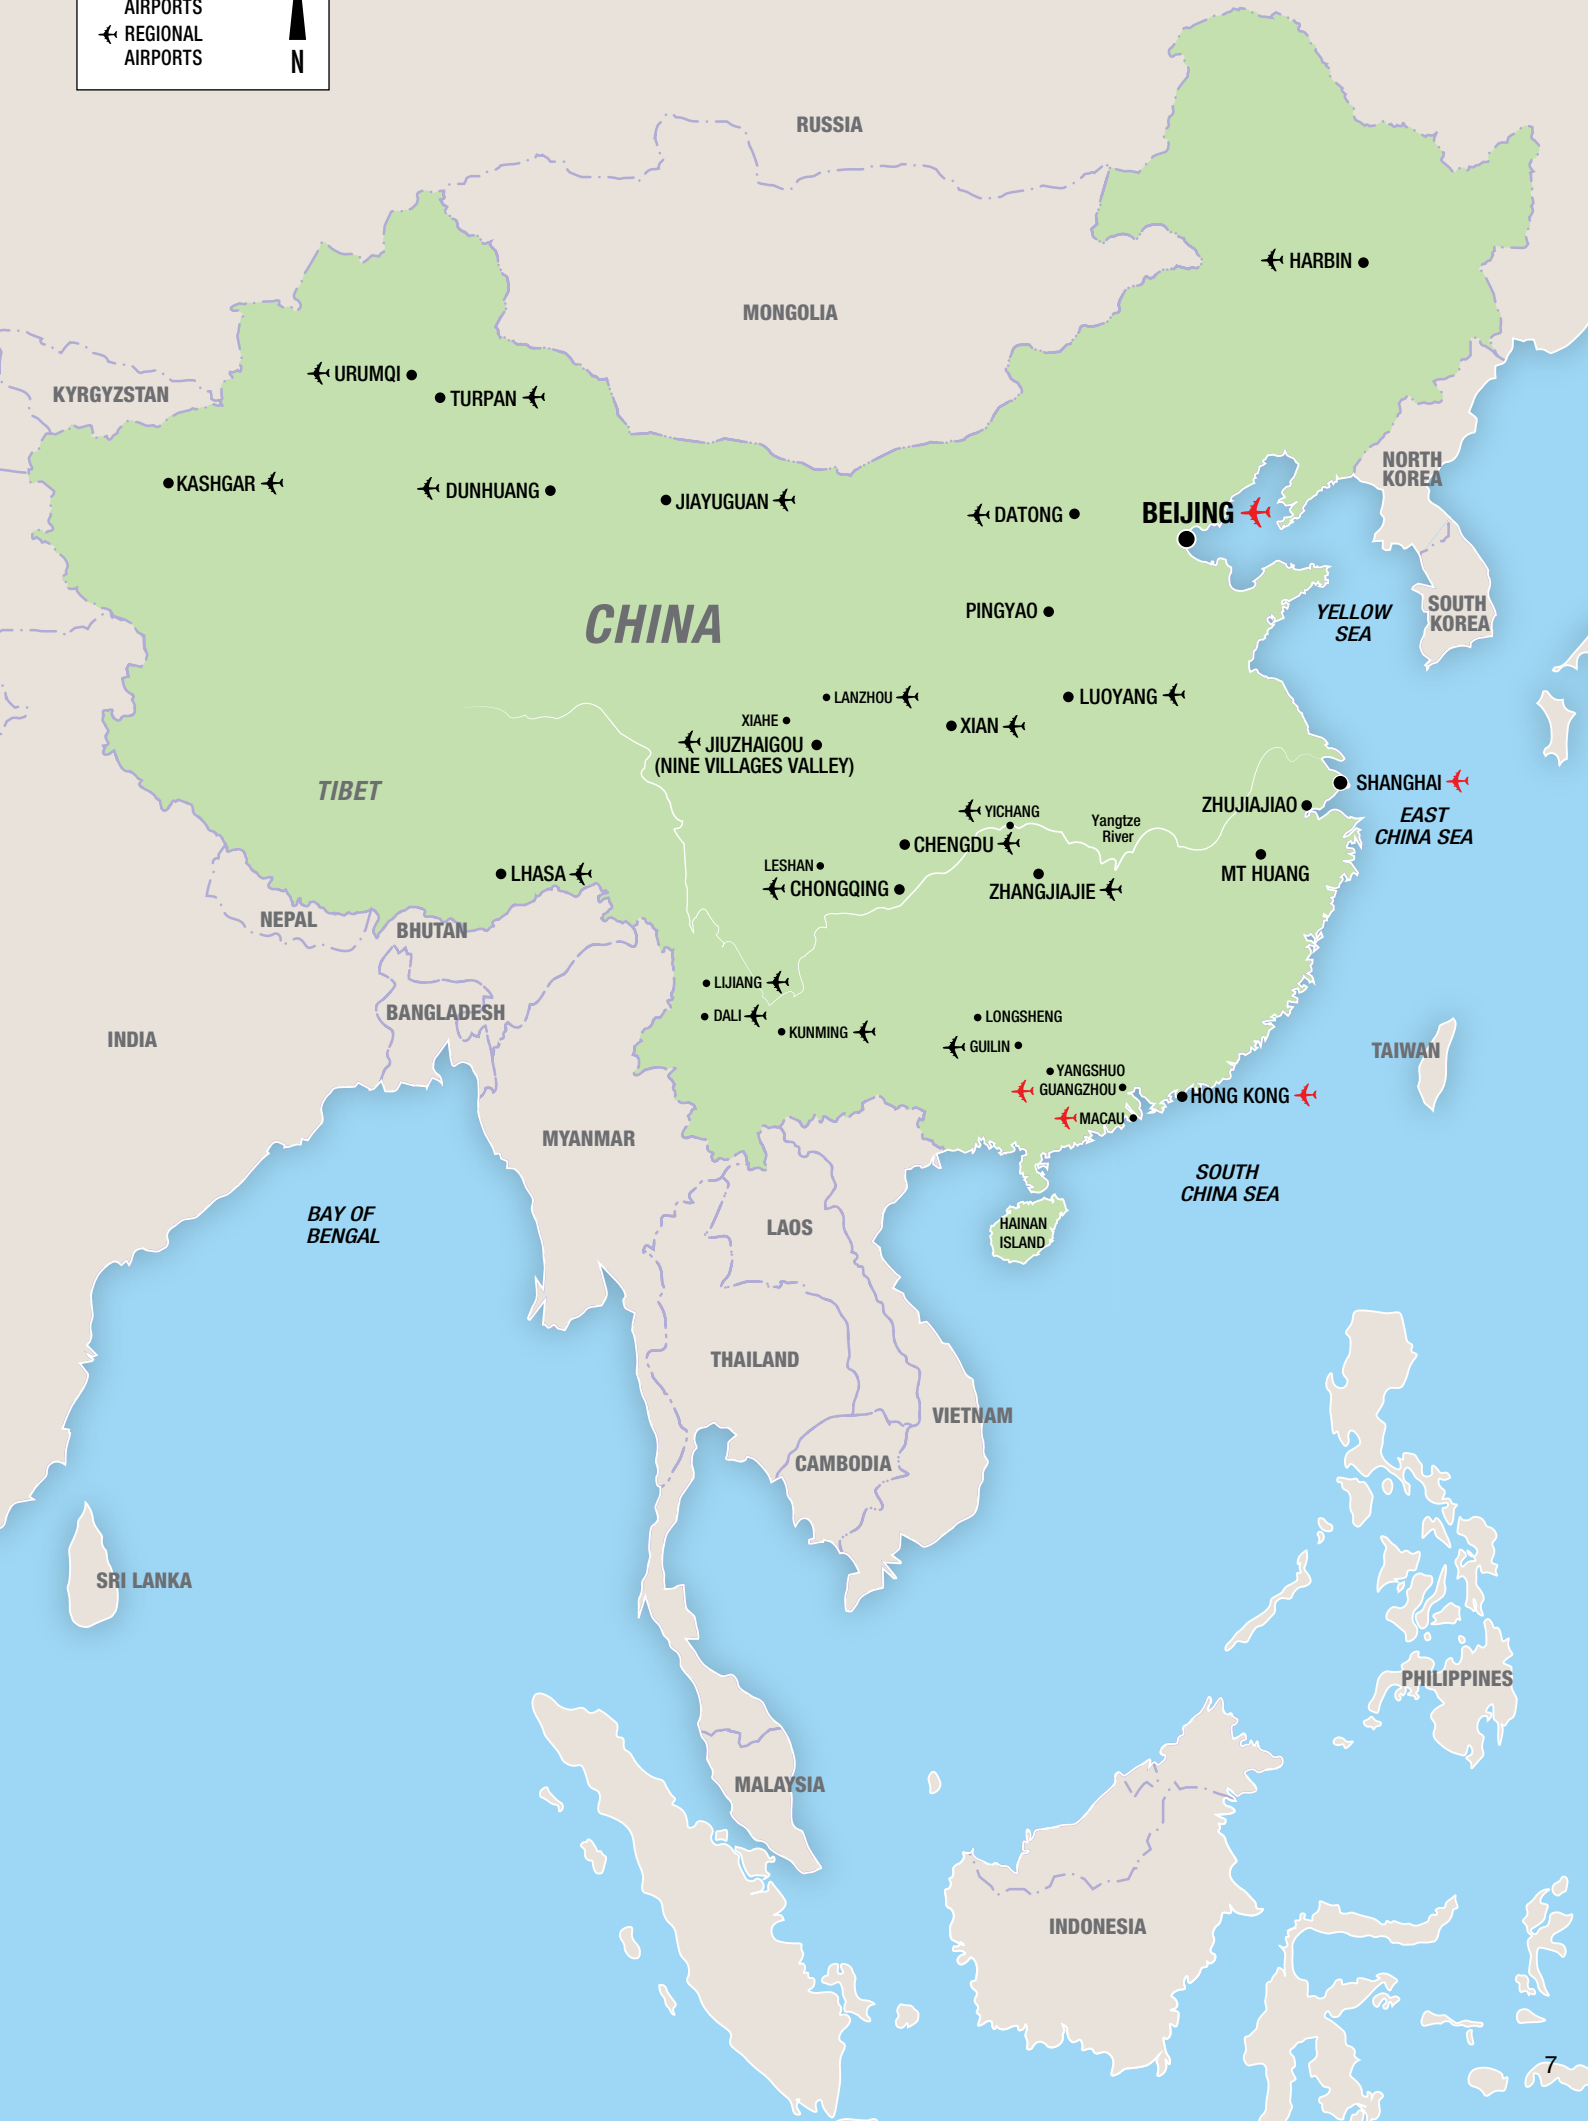 AIRPORTS
REGIONAL
AIRPORTS
N
RUSSIA
HARBIN
MONGOLIA
URUMQI
KYRGYZSTAN
TURPAN
NORTH
KOREA
KASHGAR
DUNHUANG
JIAYUGUAN
DATONG
BEIJING
CHINA
PINGYAO
YELLOW
SEA
SOUTH
KOREA
LANZHOU
LUOYANG
XIAHE
XIAN
JIUZHAIGOU
(NINE VILLAGES VALLEY)
TIBET
SHANGHAI
ZHUJIAJIAO
EAST
CHINA SEA
YICHANG
Yangtze
River
CHENGDU
LESHAN
LHASA
CHONGQING
ZHANGJIAJIE
MT HUANG
NEPAL
BHUTAN
LIJIANG
BANGLADESH
DALI
LONGSHENG
KUNMING
GUILIN
INDIA
TAIWAN
YANGSHUO
GUANGZHOU
HONG KONG
MACAU
MYANMAR
SOUTH
CHINA SEA
BAY OF
BENGAL
LAOS
HAINAN
ISLAND
THAILAND
VIETNAM
CAMBODIA
SRI LANKA
PHILIPPINES
MALAYSIA
INDONESIA
7